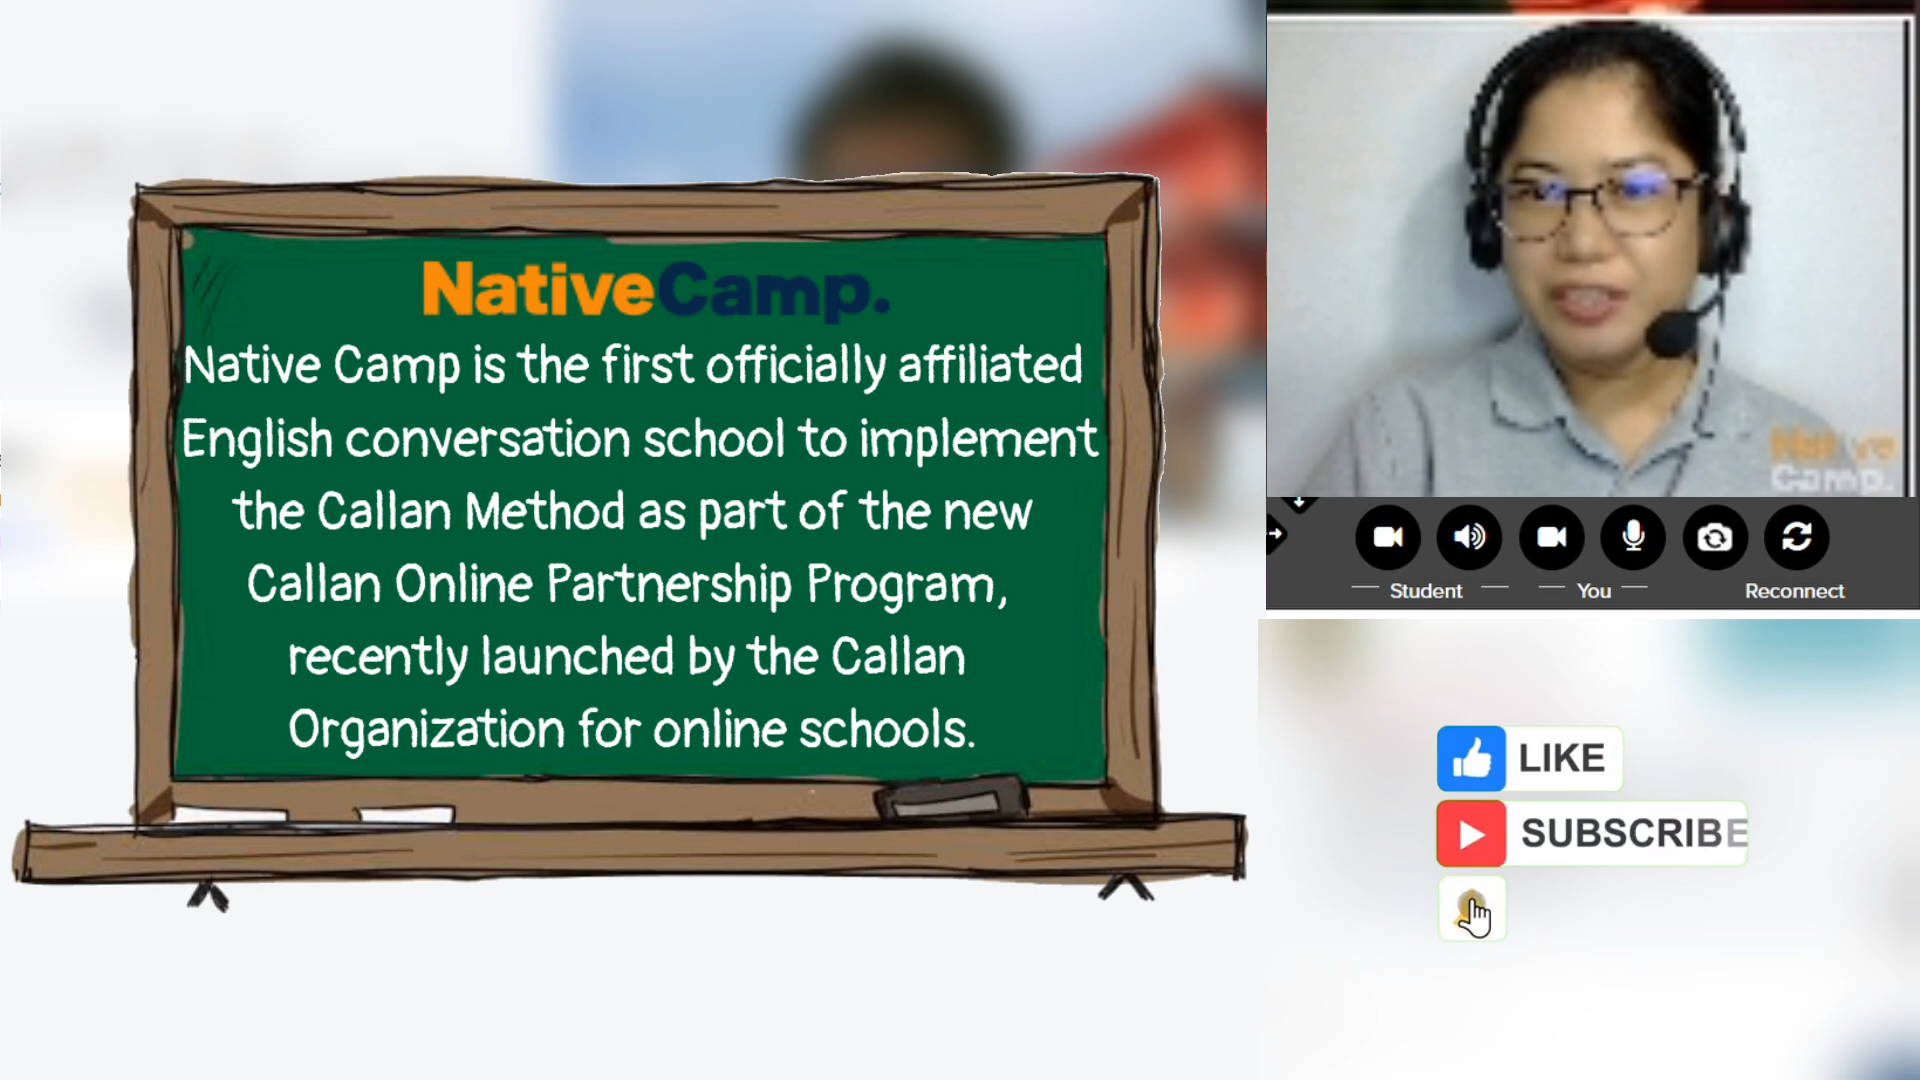 NativeCamp.
Native Camp is the first officially affiliated
English conversation school to implement
the Callan Method as part of the new
Callan Online Partnership Program,
recently launched by the Callan
Organization for online schools.
Native
Camp.
Student
You
Reconnect
LIKE
SUBSCRIBE